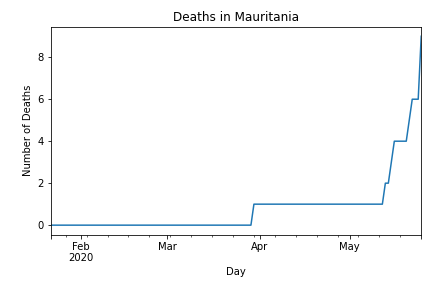 Deaths in Mauritania
Number of Deaths
8
6
4
2
0
Feb
2020
Mar
Apr
May
Day